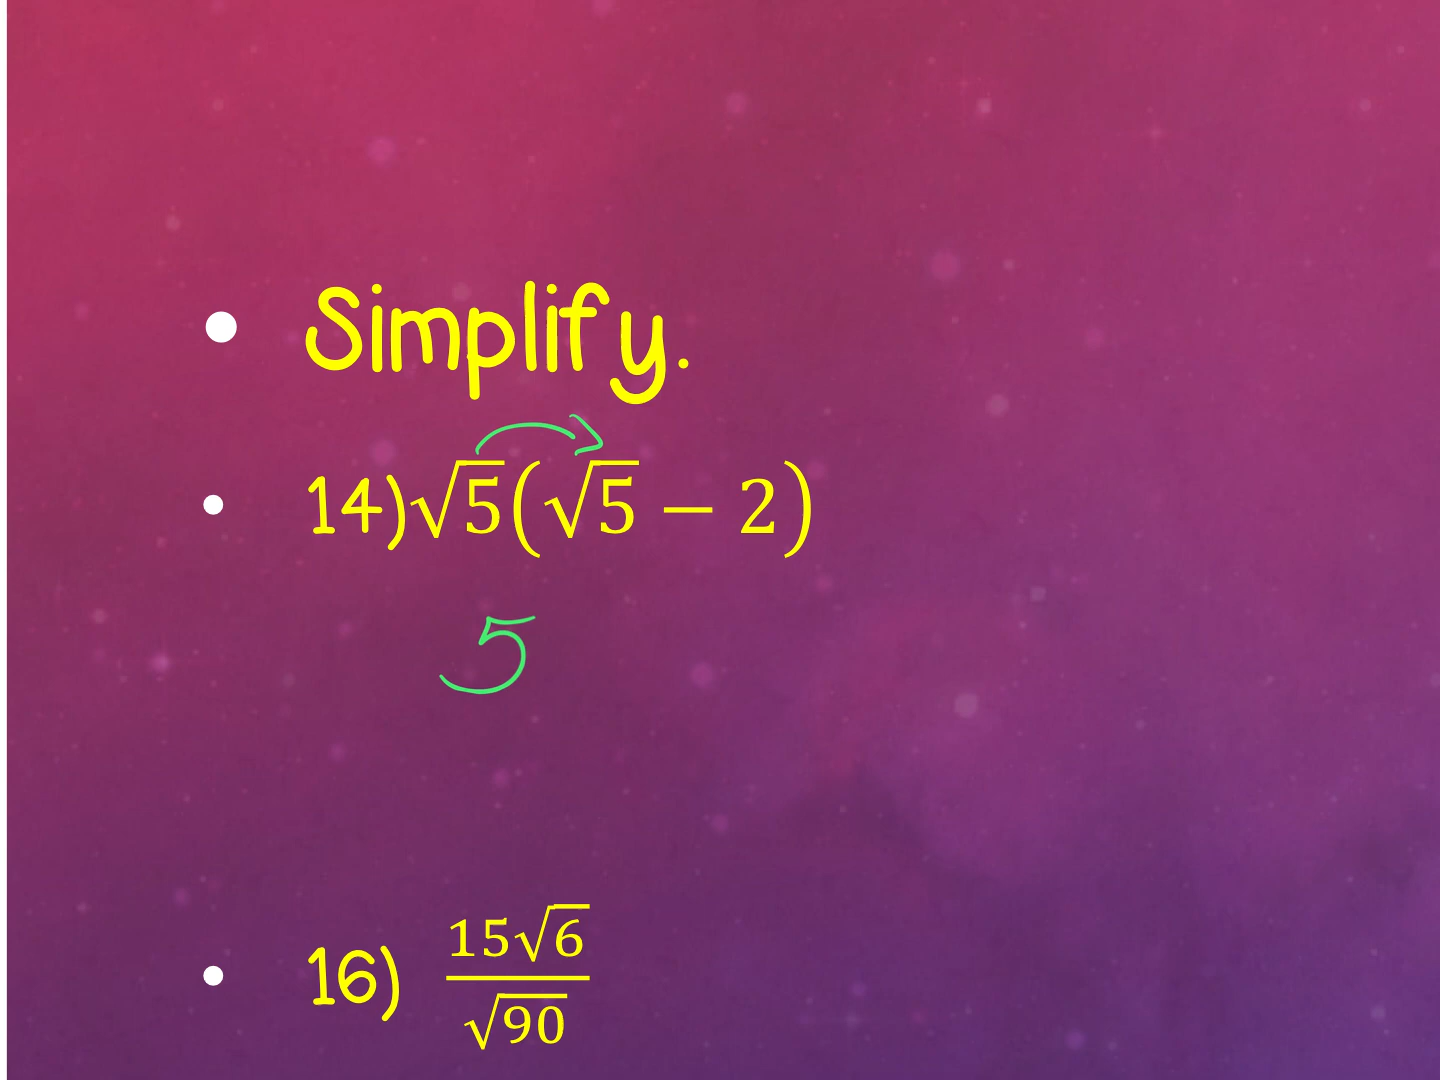 • Simplify.
• 14)√5(√5 − 2)
5
• 16) 15√6
√90